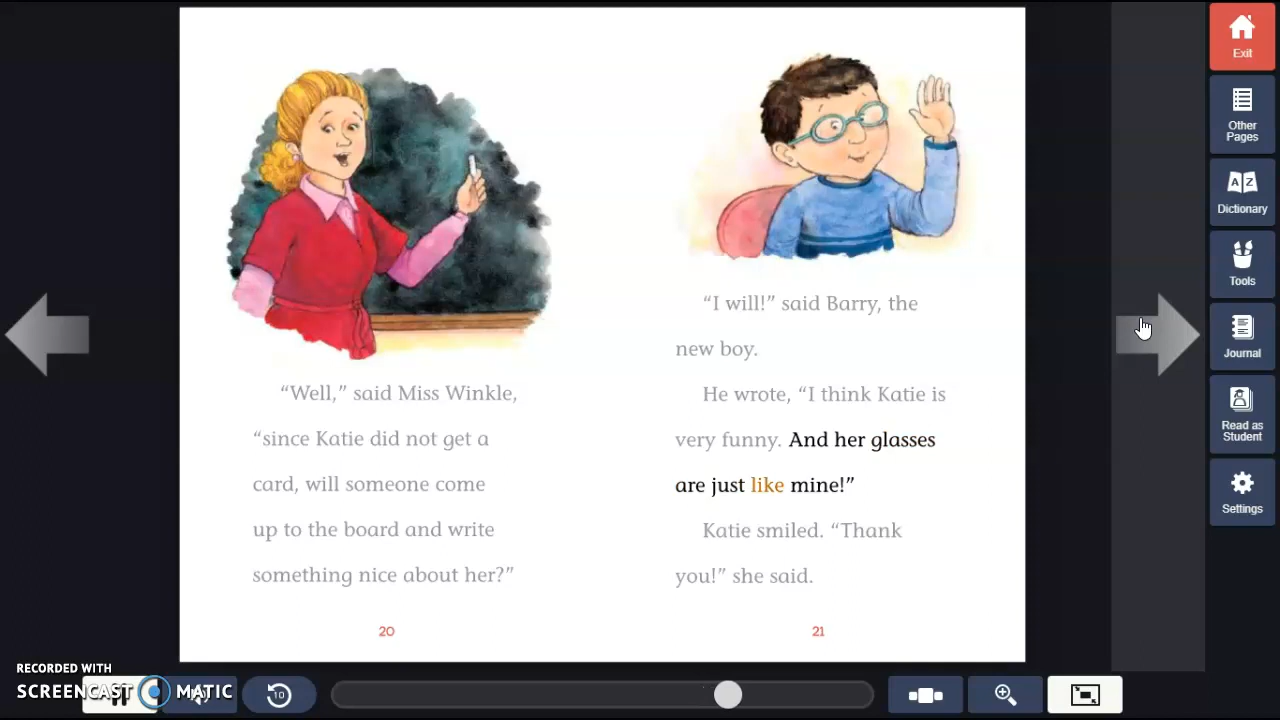 “Well,” said Miss Winkle,
“since Katie did not get a
card, will someone come
up to the board and write
something nice about her?”
20
“I will!” said Barry, the
new boy.
He wrote, “I think Katie is
very funny. And her glasses
are just like mine!”
Katie smiled. “Thank
you!” she said.
21
Exit
Other
Pages
A Z
Dictionary
Tools
Journal
Read as
Student
Settings
RECORDED WITH
SCREENCAST MATIC
10